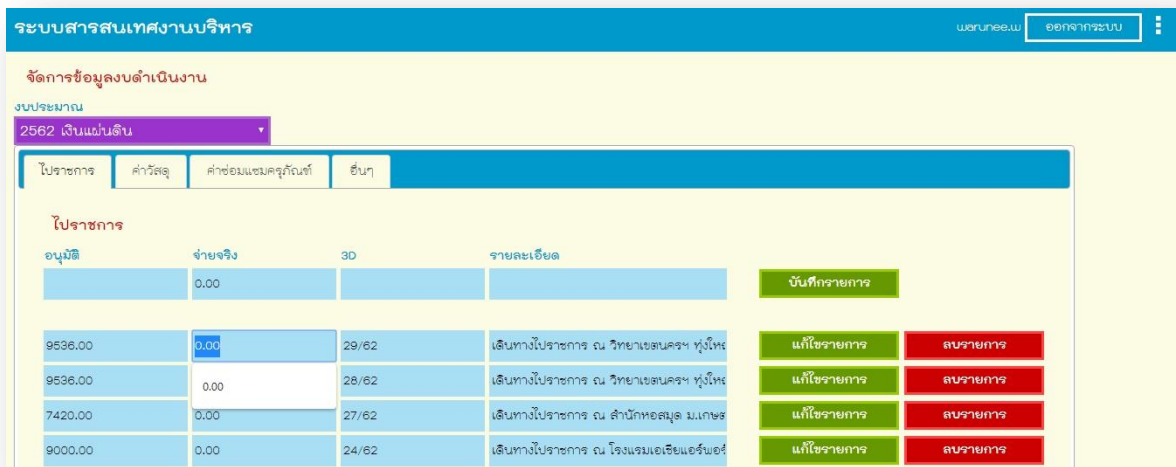 ระบบสารสนเทศงานบริหาร
warunee.w ออกจากระบบ
จัดการข้อมูลงบดำเนินงาน
งบประมาณ
2562 เงินแผ่นดิน
ไปราชการ ค่าวัสดุ ค่าซ่อมแซมครุภัณฑ์ อื่นๆ
ไปราชการ
อนุมัติ จ่ายจริง 3D รายละเอียด
0.00 บันทึกรายการ
9536.00 0.00 29/62 เดินทางไปราชการ ณ วิทยาเขตนครฯ ทุ่งให แก้ไขรายการ ลบรายการ
9536.00 28/62 เดินทางไปราชการ ณ วิทยาเขตนครฯ ทุ่งให แก้ไขรายการ ลบรายการ
0.00
7420.00 0.00 27/62 เดินทางไปราชการ ณ สำนักหอสมุด ม.เกษต แก้ไขรายการ ลบรายการ
9000.00 0.00 24/62 เดินทางไปราชการ ณ โรงแรมเอเชียแอร์พอร์ แก้ไขรายการ ลบรายการ